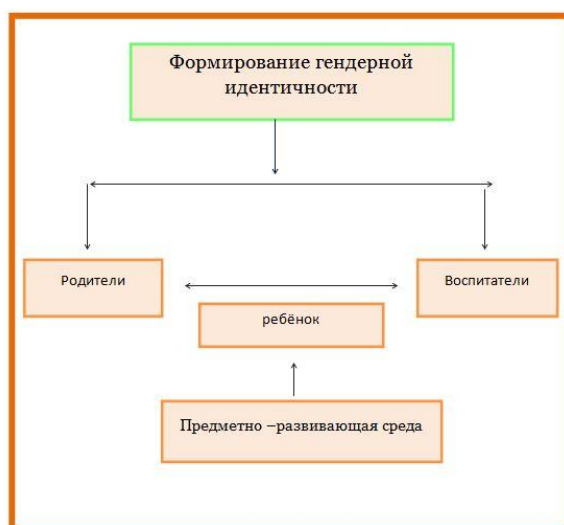 Формирование гендерной
идентичности
Родители
Воспитатели
ребёнок
Предметно –развивающая среда